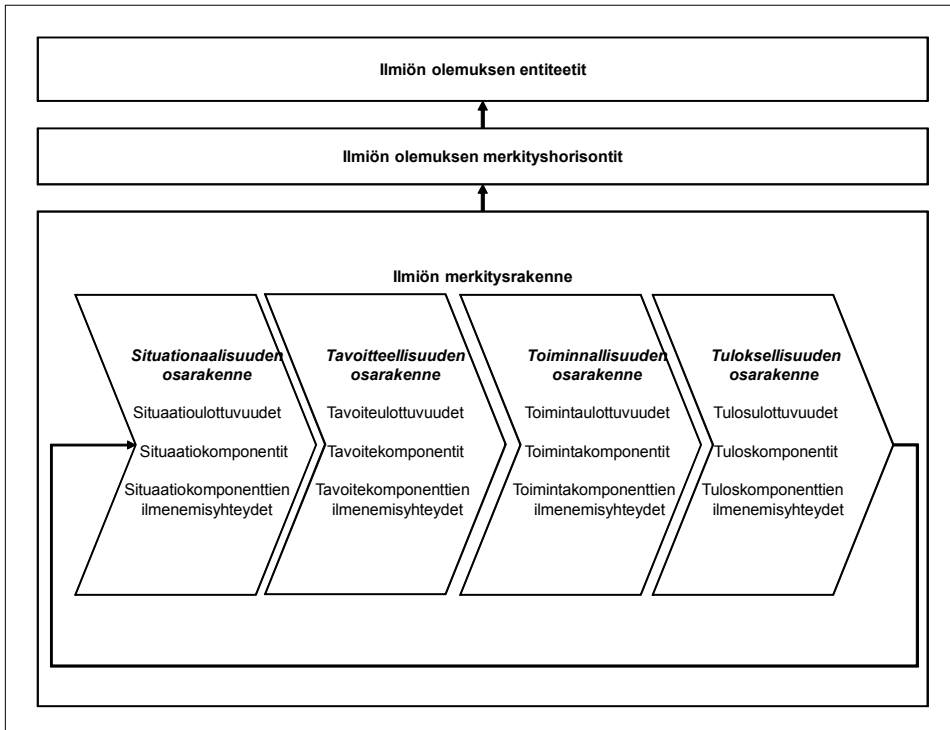 Ilmiön olemuksen entiteetit
Ilmiön olemuksen merkityshorisontit
Ilmiön merkitysrakenne
Situationaalisuuden
osarakenne
Situaatioulottuvuudet
Situaatiokomponentit
Situaatiokomponenttien
ilmenemisyhteydet
Tavoitteellisuuden
osarakenne
Tavoiteulottuvuudet
Tavoitekomponentit
Tavoitekomponenttien
ilmenemisyhteydet
Toiminnallisuuden
osarakenne
Toimintaulottuvuudet
Toimintakomponentit
Toimintakomponenttien
ilmenemisyhteydet
Tuloksellisuuden
osarakenne
Tulosulottuvuudet
Tuloskomponentit
Tuloskomponenttien
ilmenemisyhteydet